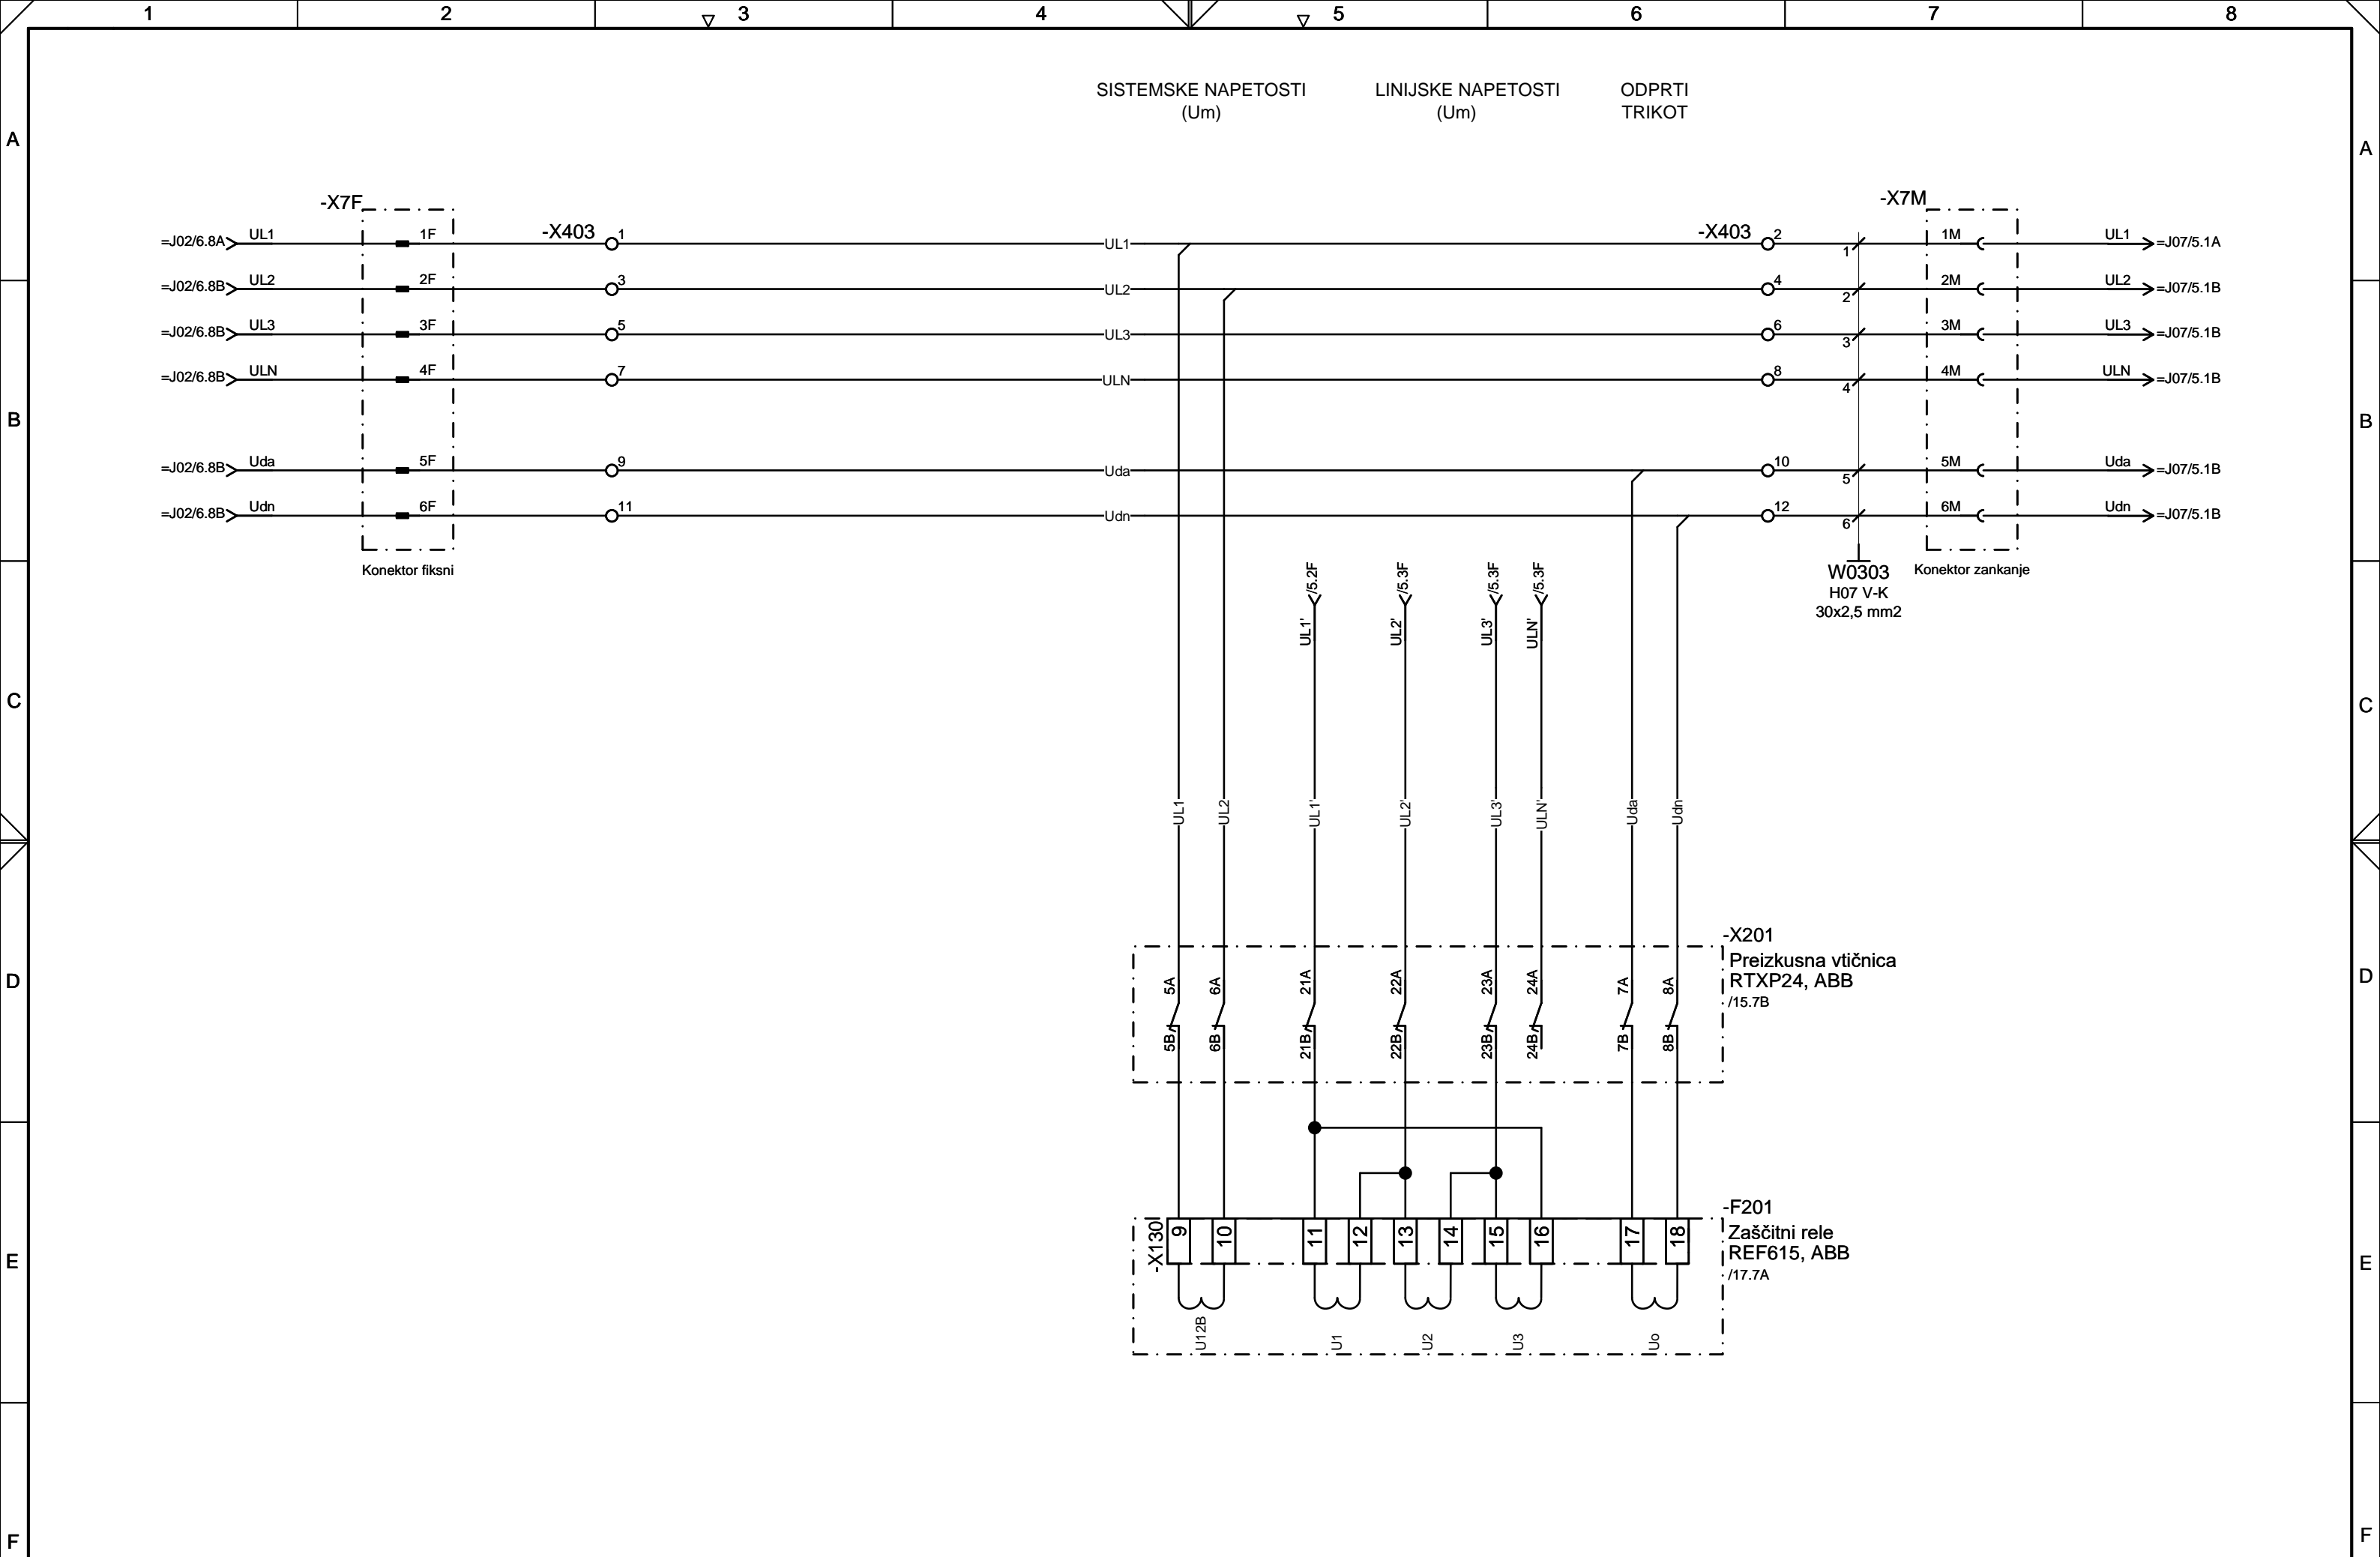 1 2 3 4 5 6 7 8
SISTEMSKE NAPETOSTI
(Um)
LINIJSKE NAPETOSTI
(Um)
ODPRTI
TRIKOT
A A
-X7F -X403 -X403 -X7M
=J02/6.8A UL1 1F 1 UL1 2 1 1M UL1 =J07/5.1A
=J02/6.8B UL2 2F 3 UL2 4 2 2M UL2 =J07/5.1B
=J02/6.8B UL3 3F 5 UL3 6 3 3M UL3 =J07/5.1B
=J02/6.8B ULN 4F 7 ULN 8 4 4M ULN =J07/5.1B
B B
=J02/6.8B Uda 5F 9 Uda 10 5 5M Uda =J07/5.1B
=J02/6.8B Udn 6F 11 Udn 12 6 6M Udn =J07/5.1B
Konektor fiksni
W0303
H07 V-K
30x2,5 mm2
Konektor zankanje
/5.2F /5.3F /5.3F /5.3F
UL1' UL2' UL3' ULN'
C C
UL1 UL2 UL1' UL2' UL3' ULN' Uda Udn
-X201
Preizkusna vtičnica
RTXP24, ABB
/15.7B
D D
5A 6A 21A 22A 23A 24A 7A 8A
5B 6B 21B 22B 23B 24B 7B 8B
-F201
Zaščitni rele
REF615, ABB
/17.7A
E E
-X130 9 10 11 12 13 14 15 16 17 18
U12B U1 U2 U3 Uo
F F